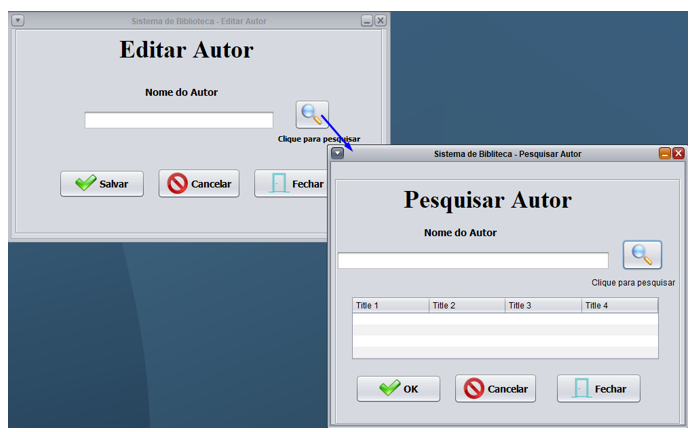 Sistema de Biblioteca - Editar Autor
Editar Autor
Nome do Autor
Clique para pesquisar
Salvar
Cancelar
Fechar
Sistema de Bibliteca - Pesquisar Autor
Pesquisar Autor
Nome do Autor
Clique para pesquisar
Title 1 Title 2 Title 3 Title 4
OK
Cancelar
Fechar